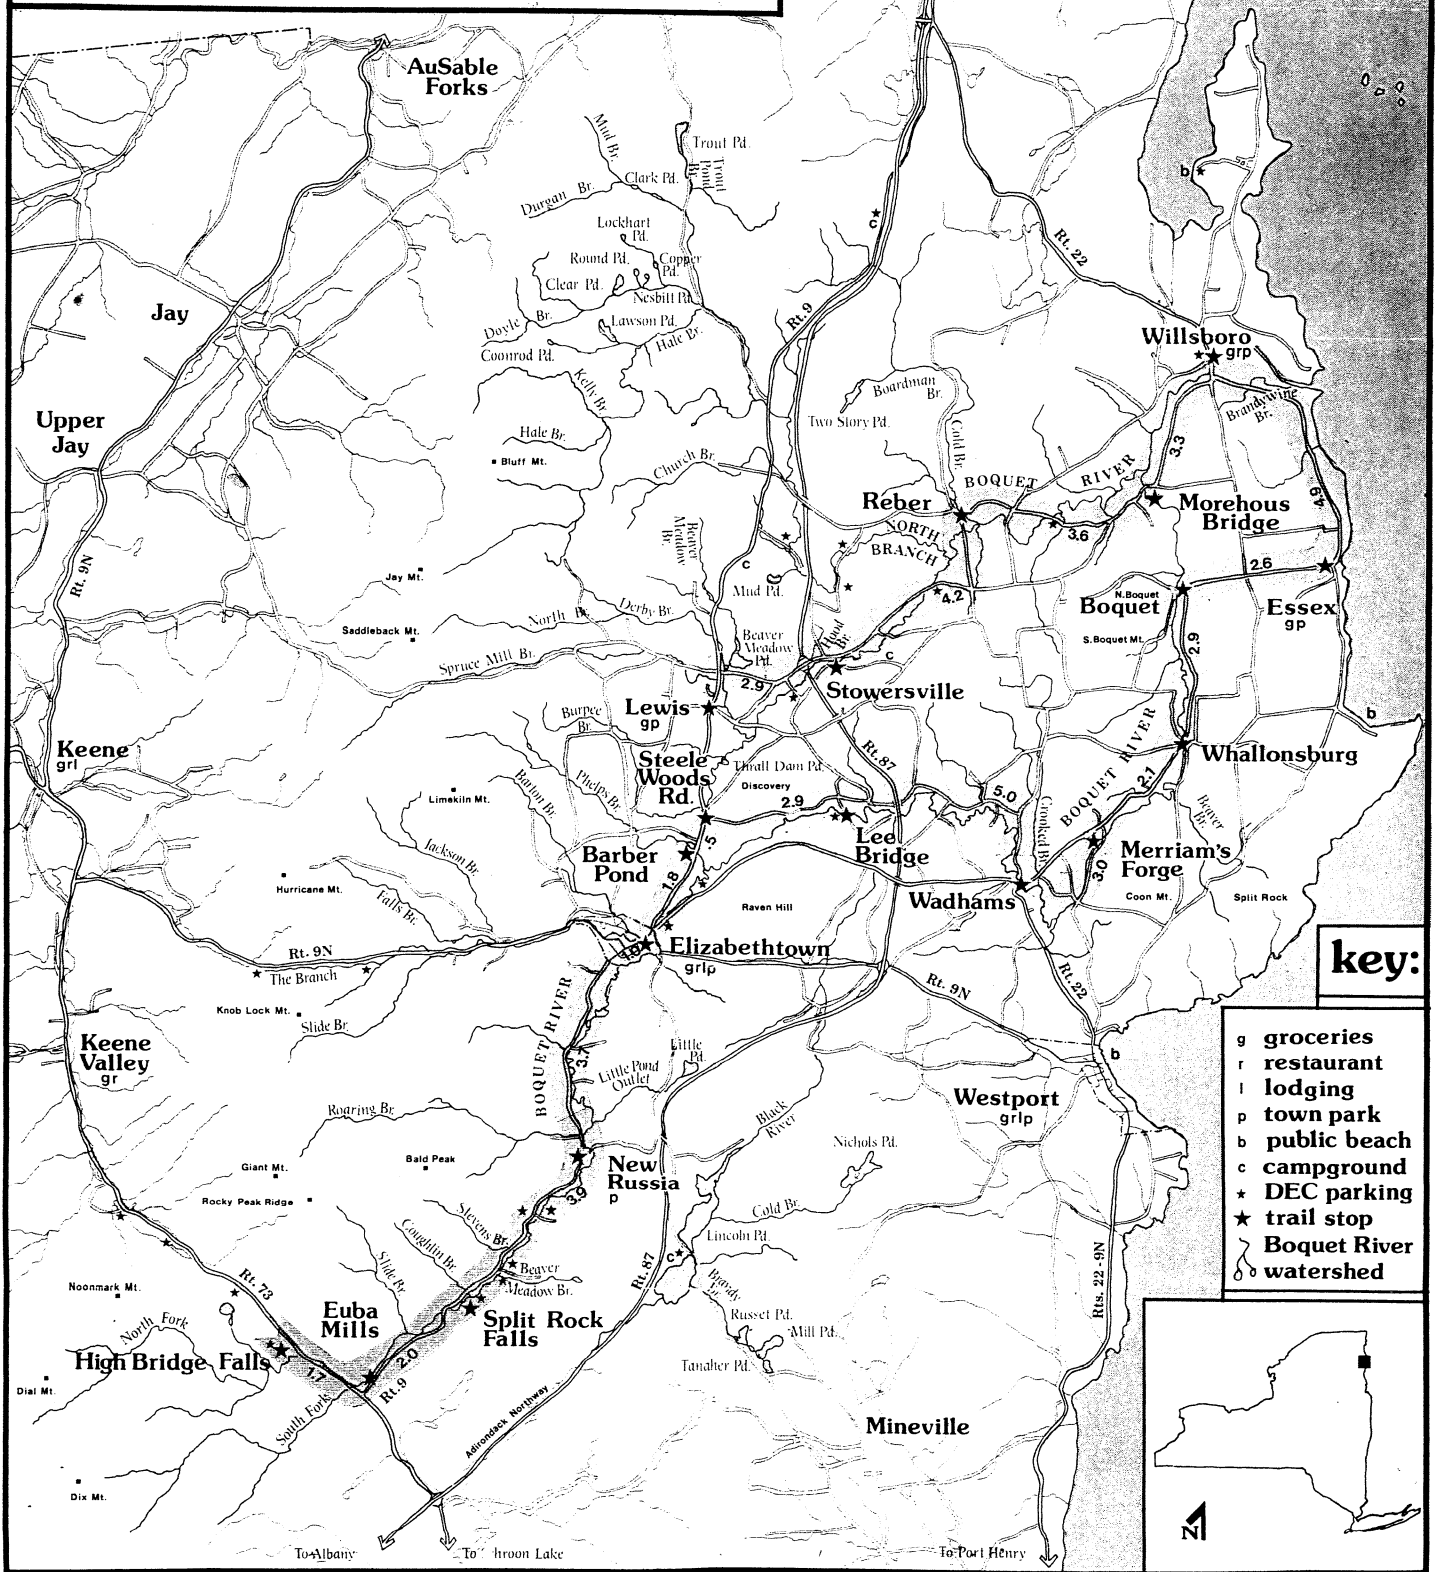 AuSable
Forks
Mud Br.
Trout Pd.
Clark Pd.
Durgan Br.
Lockhart
Pd.
Round Pd.
Copper
Pd.
Clear Pd.
Nesbitt Pd.
Doyle Br.
Lawson Pd.
Hale Br.
Coonrod Pd.
Kelly Br.
Hale Br.
Bluff Mt.
Church Br.
Jay
Upper
Jay
Rt. 9N
c
Rt. 9
Rt. 22
b
Willsboro
grp
Brandywine
Br.
Boardman
Br.
Two Story Pd.
Cold Br.
BOQUET RIVER
3.3
4.9
Reber
NORTH
BRANCH
3.6
Morehous
Bridge
Beaver
Meadow
Br.
c
Mud Pd.
4.2
N. Boquet
Boquet
S. Boquet Mt.
2.6
Essex
gp
2.9
Jay Mt.
Saddleback Mt.
North Br.
Derby Br.
Spruce Mill Br.
Beaver
Meadow
Pd.
Hood
Br.
c
2.9
Stowersville
Lewis
gp
Burpee
Br.
b
Keene
grl
Steele
Woods
Rd.
Thrall Dam Pd.
Discovery
Rt. 87
BOQUET RIVER
Whallonsburg
2.1
Limekiln Mt.
Barton Br.
Phelps Br.
2.9
5.0
Crooked Br.
Beaver
Br.
Jackson Br.
Barber
Pond
.5
Lee
Bridge
Merriam's
Forge
3.0
1.8
Hurricane Mt.
Falls Br.
Raven Hill
Wadhams
Coon Mt.
Split Rock
Rt. 9N
The Branch
Elizabethtown
grlp
Rt. 9N
Rt. 22
key:
Knob Lock Mt.
Slide Br.
BOQUET RIVER
Keene
Valley
gr
3.7
Little
Pd.
Little Pond
Outlet
b
Westport
grlp
Roaring Br.
Black
River
Nichols Pd.
Bald Peak
Giant Mt.
New
Russia
p
Rocky Peak Ridge
3.9
Stevens Br.
Cold Br.
Coughlin Br.
Lincoln Pd.
c
Slide Br.
Beaver
Meadow Br.
Rt. 87
Brandy
Br.
Rts. 22 - 9N
Noonmark Mt.
Rt. 73
Euba
Mills
Split Rock
Falls
Russet Pd.
Mill Pd.
North Fork
High Bridge Falls
1.7
2.0
Tanaher Pd.
Dial Mt.
Rt. 9
South Fork
Adirondack Northway
Mineville
Dix Mt.
g groceries
r restaurant
l lodging
p town park
b public beach
c campground
DEC parking
trail stop
Boquet River
watershed
N
To Albany
To hroon Lake
To Port Henry